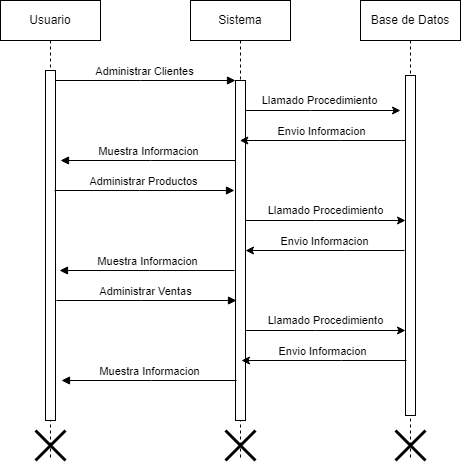 Usuario
Sistema
Base de Datos
Administrar Clientes
Llamado Procedimiento
Envio Informacion
Muestra Informacion
Administrar Productos
Llamado Procedimiento
Envio Informacion
Muestra Informacion
Administrar Ventas
Llamado Procedimiento
Envio Informacion
Muestra Informacion